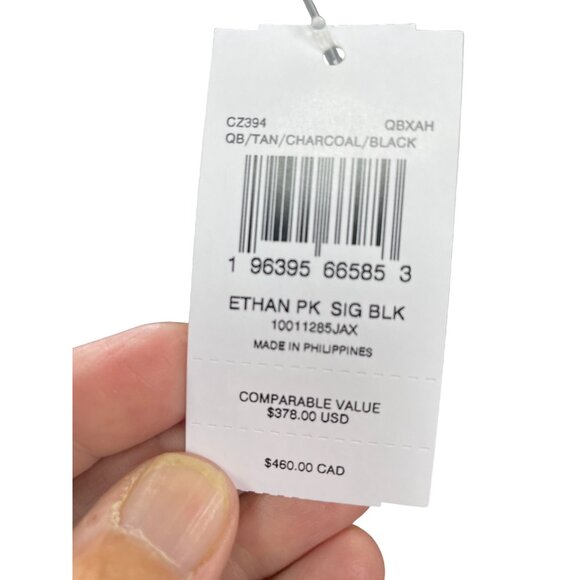 CZ394 QBXAH
QB/TAN/CHARCOAL/BLACK
1 96395 66585 3
ETHAN PK SIG BLK
10011285JAX
MADE IN PHILIPPINES
COMPARABLE VALUE
$378.00 USD
$460.00 CAD